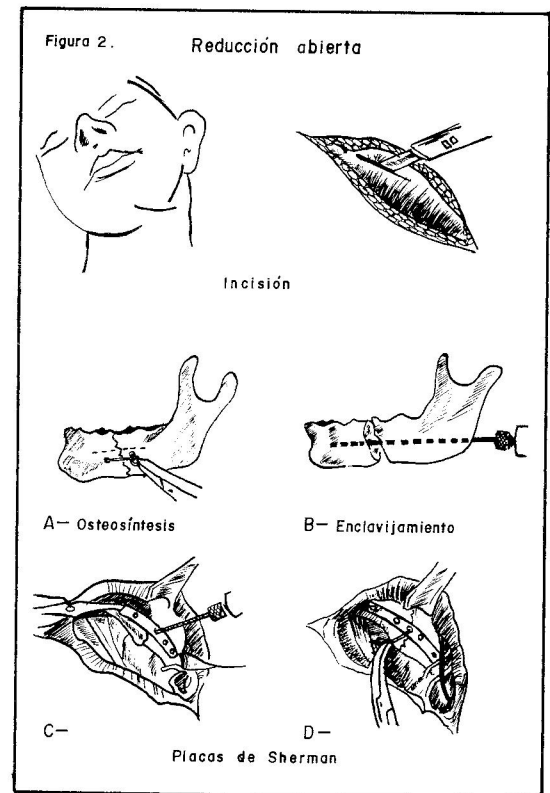 Figura 2.
Reducción abierta
Incisión
A— Osteosíntesis
B— Enclavijamiento
C—
D—
Placas de Sherman